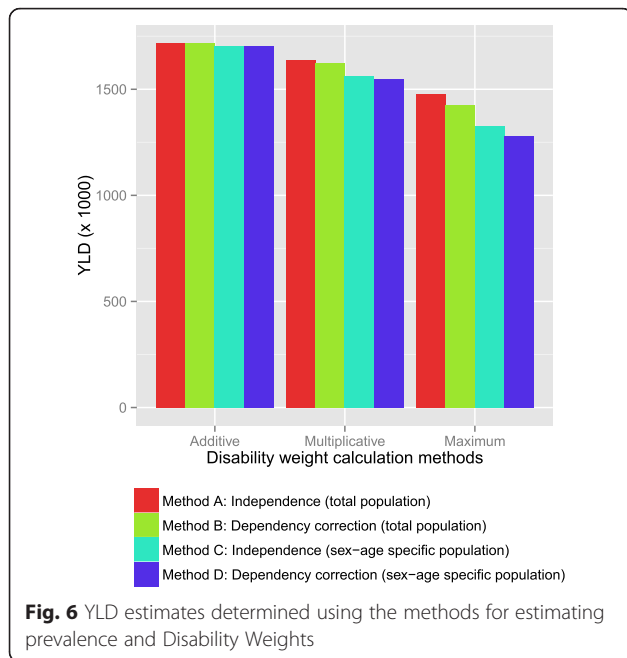 1500
1000
500
0
YLD (x 1000)
Additive
Multiplicative
Maximum
Disability weight calculation methods
Method A: Independence (total population)
Method B: Dependency correction (total population)
Method C: Independence (sex−age specific population)
Method D: Dependency correction (sex−age specific population)
Fig. 6 YLD estimates determined using the methods for estimating
prevalence and Disability Weights